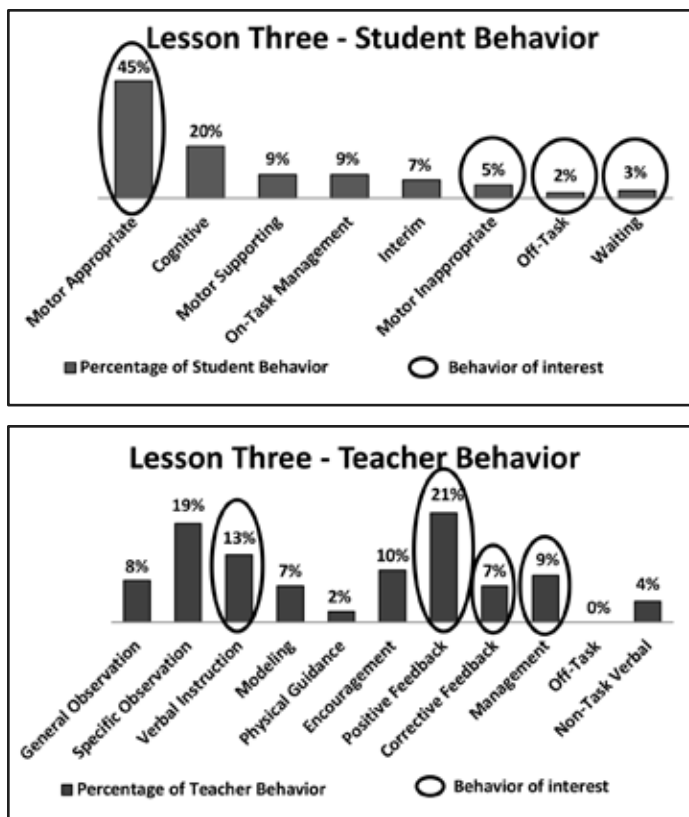 Lesson Three - Student Behavior
45%
20%
9%
9%
7%
5%
2%
3%
Motor Appropriate
Cognitive
Motor Supporting
On-Task Management
Interim
Motor Inappropriate
Off-Task
Waiting
Percentage of Student Behavior
Behavior of interest
Lesson Three - Teacher Behavior
8%
19%
13%
7%
2%
10%
21%
7%
9%
0%
4%
General Observation
Specific Observation
Verbal Instruction
Modeling
Physical Guidance
Encouragement
Positive Feedback
Corrective Feedback
Management
Off-Task
Non-Task Verbal
Percentage of Teacher Behavior
Behavior of interest